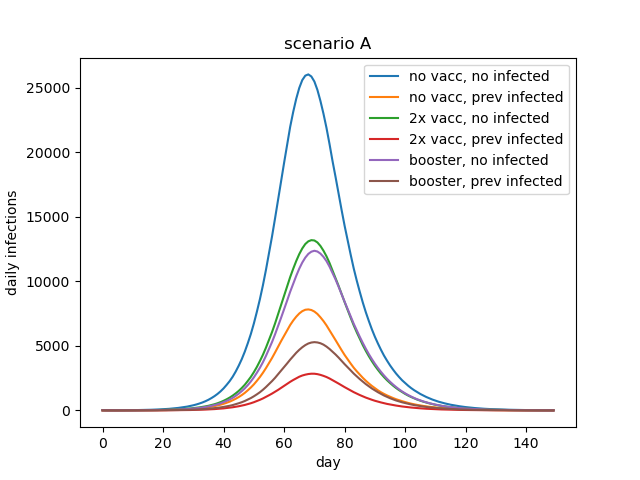 scenario A
25000
20000
15000
10000
5000
0
daily infections
no vacc, no infected
no vacc, prev infected
2x vacc, no infected
2x vacc, prev infected
booster, no infected
booster, prev infected
0 20 40 60 80 100 120 140
day